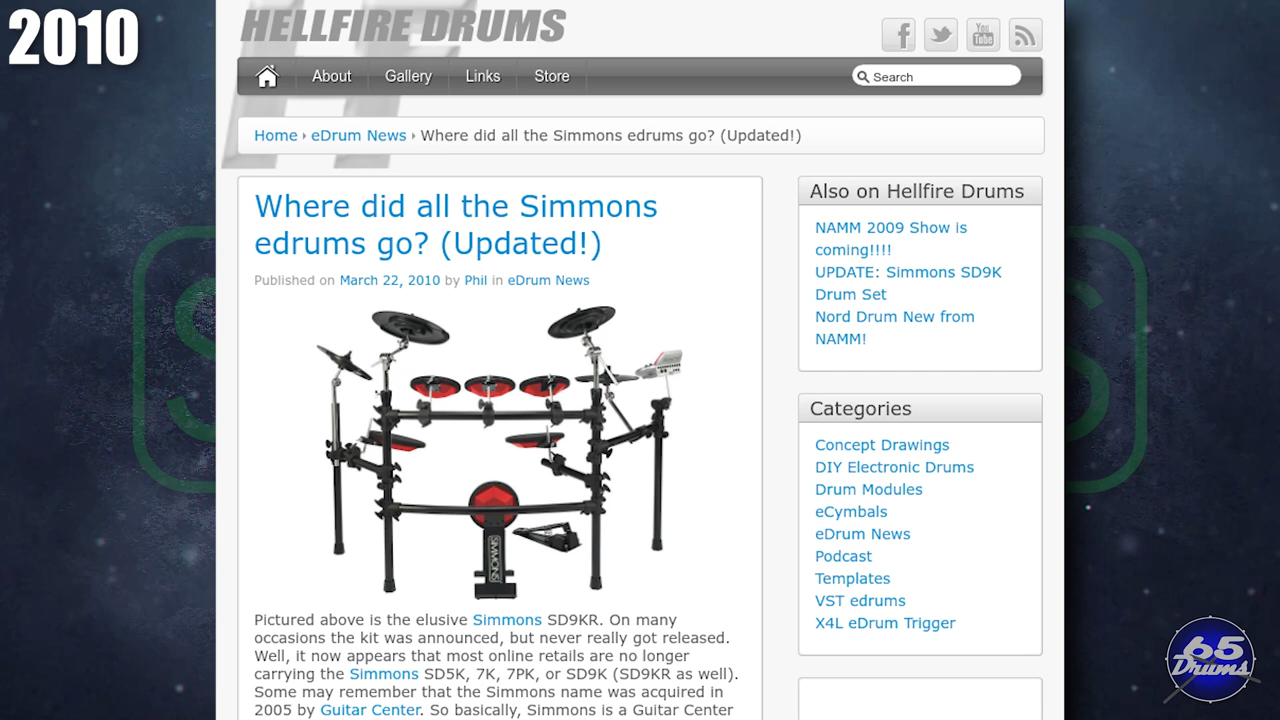 2010
HELLFIRE DRUMS
You
Tube
About Gallery Links Store
Search
Home eDrum News Where did all the Simmons edrums go? (Updated!)
Where did all the Simmons
edrums go? (Updated!)
Published on March 22, 2010 by Phil in eDrum News
SIMMONS
Pictured above is the elusive Simmons SD9KR. On many
occasions the kit was announced, but never really got released.
Well, it now appears that most online retails are no longer
carrying the Simmons SD5K, 7K, 7PK, or SD9K (SD9KR as well).
Some may remember that the Simmons name was acquired in
2005 by Guitar Center. So basically, Simmons is a Guitar Center
Also on Hellfire Drums
NAMM 2009 Show is
coming!!!!
UPDATE: Simmons SD9K
Drum Set
Nord Drum New from
NAMM!
Categories
Concept Drawings
DIY Electronic Drums
Drum Modules
eCymbals
eDrum News
Podcast
Templates
VST edrums
X4L eDrum Trigger
65
Drums